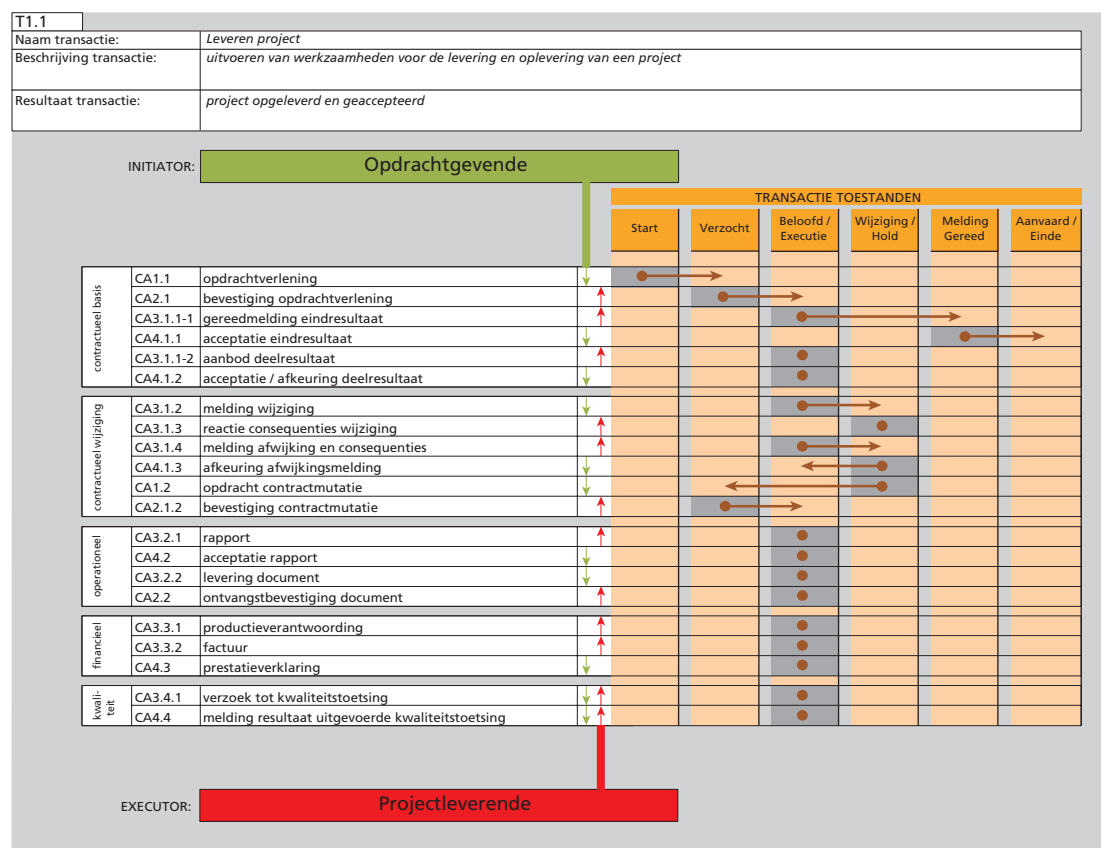 T1.1
Naam transactie: Leveren project
Beschrijving transactie: uitvoeren van werkzaamheden voor de levering en oplevering van een project
Resultaat transactie: project opgeleverd en geaccepteerd
INITIATOR: Opdrachtgevende
TRANSACTIE TOESTANDEN
Start
Verzocht
Beloofd /
Executie
Wijziging /
Hold
Melding
Gereed
Aanvaard /
Einde
contractueel basis
CA1.1 opdrachtverlening
CA2.1 bevestiging opdrachtverlening
CA3.1.1-1 gereedmelding eindresultaat
CA4.1.1 acceptatie eindresultaat
CA3.1.1-2 aanbod deelresultaat
CA4.1.2 acceptatie / afkeuring deelresultaat
contractueel wijziging
CA3.1.2 melding wijziging
CA3.1.3 reactie consequenties wijziging
CA3.1.4 melding afwijking en consequenties
CA4.1.3 afkeuring afwijkingsmelding
CA1.2 opdracht contractmutatie
CA2.1.2 bevestiging contractmutatie
operationeel
CA3.2.1 rapport
CA4.2 acceptatie rapport
CA3.2.2 levering document
CA2.2 ontvangstbevestiging document
financieel
CA3.3.1 productieverantwoording
CA3.3.2 factuur
CA4.3 prestatieverklaring
kwali-
teit
CA3.4.1 verzoek tot kwaliteitstoetsing
CA4.4 melding resultaat uitgevoerde kwaliteitstoetsing
EXECUTOR: Projectleverende